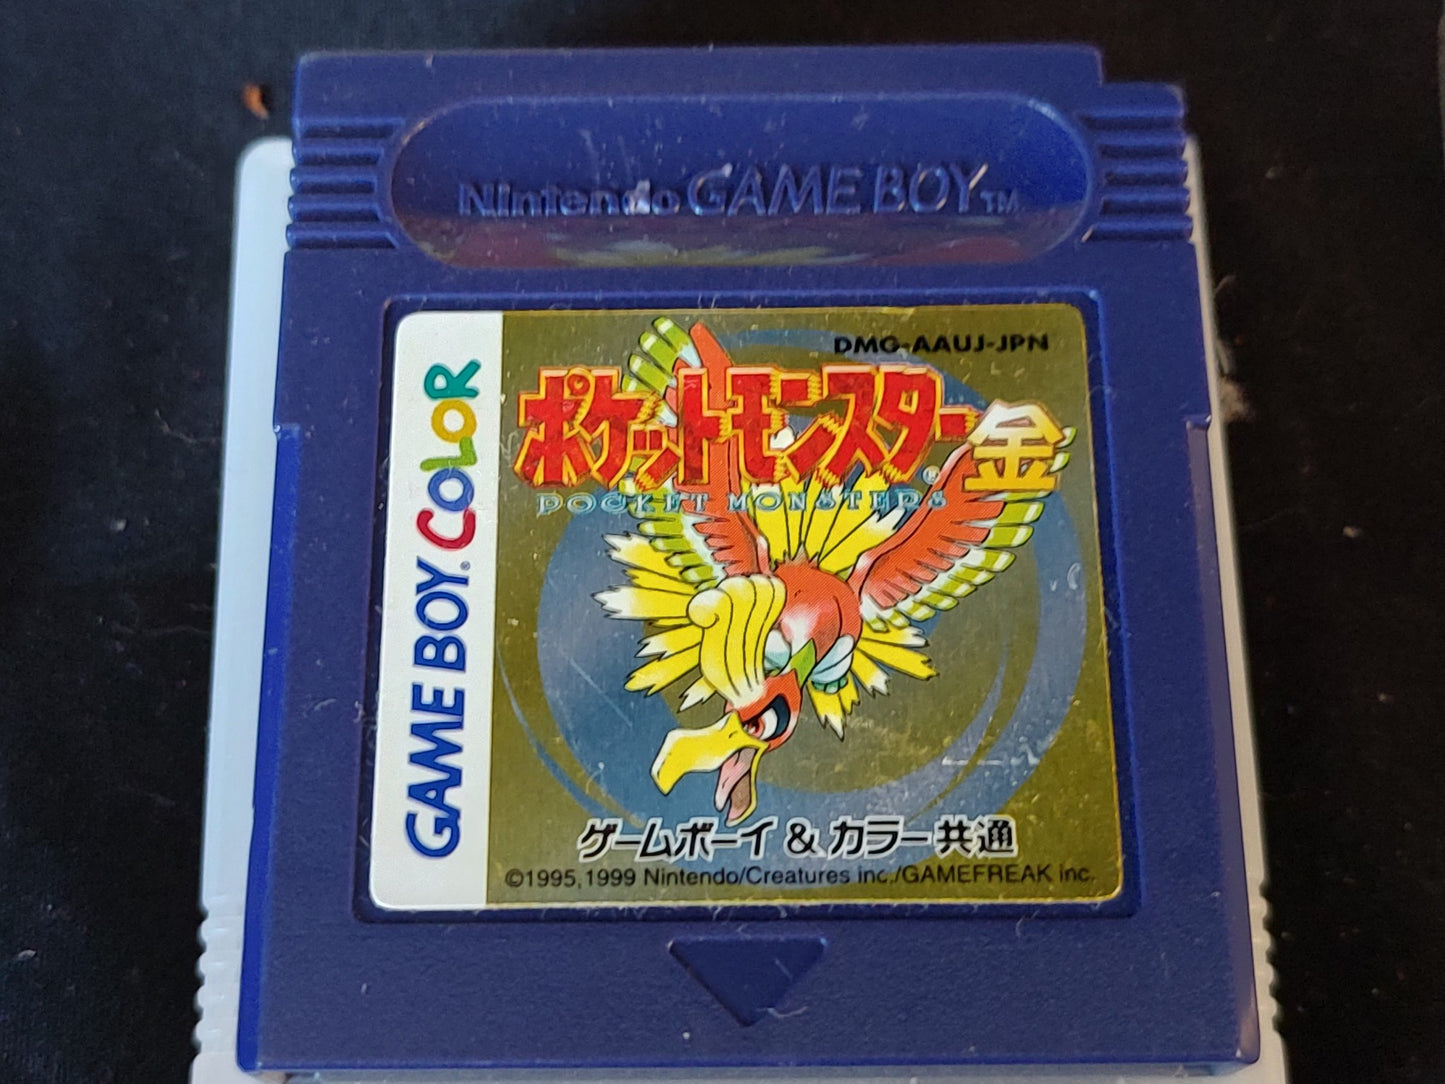 Nintendo GAME BOY TM
GAME BOY COLOR
DMG-AAUJ-JPN
ポケットモンスター 金
POCKET MONSTERS
ゲームボーイ & カラー共通
©1995,1999 Nintendo/Creatures inc./GAMEFREAK inc.